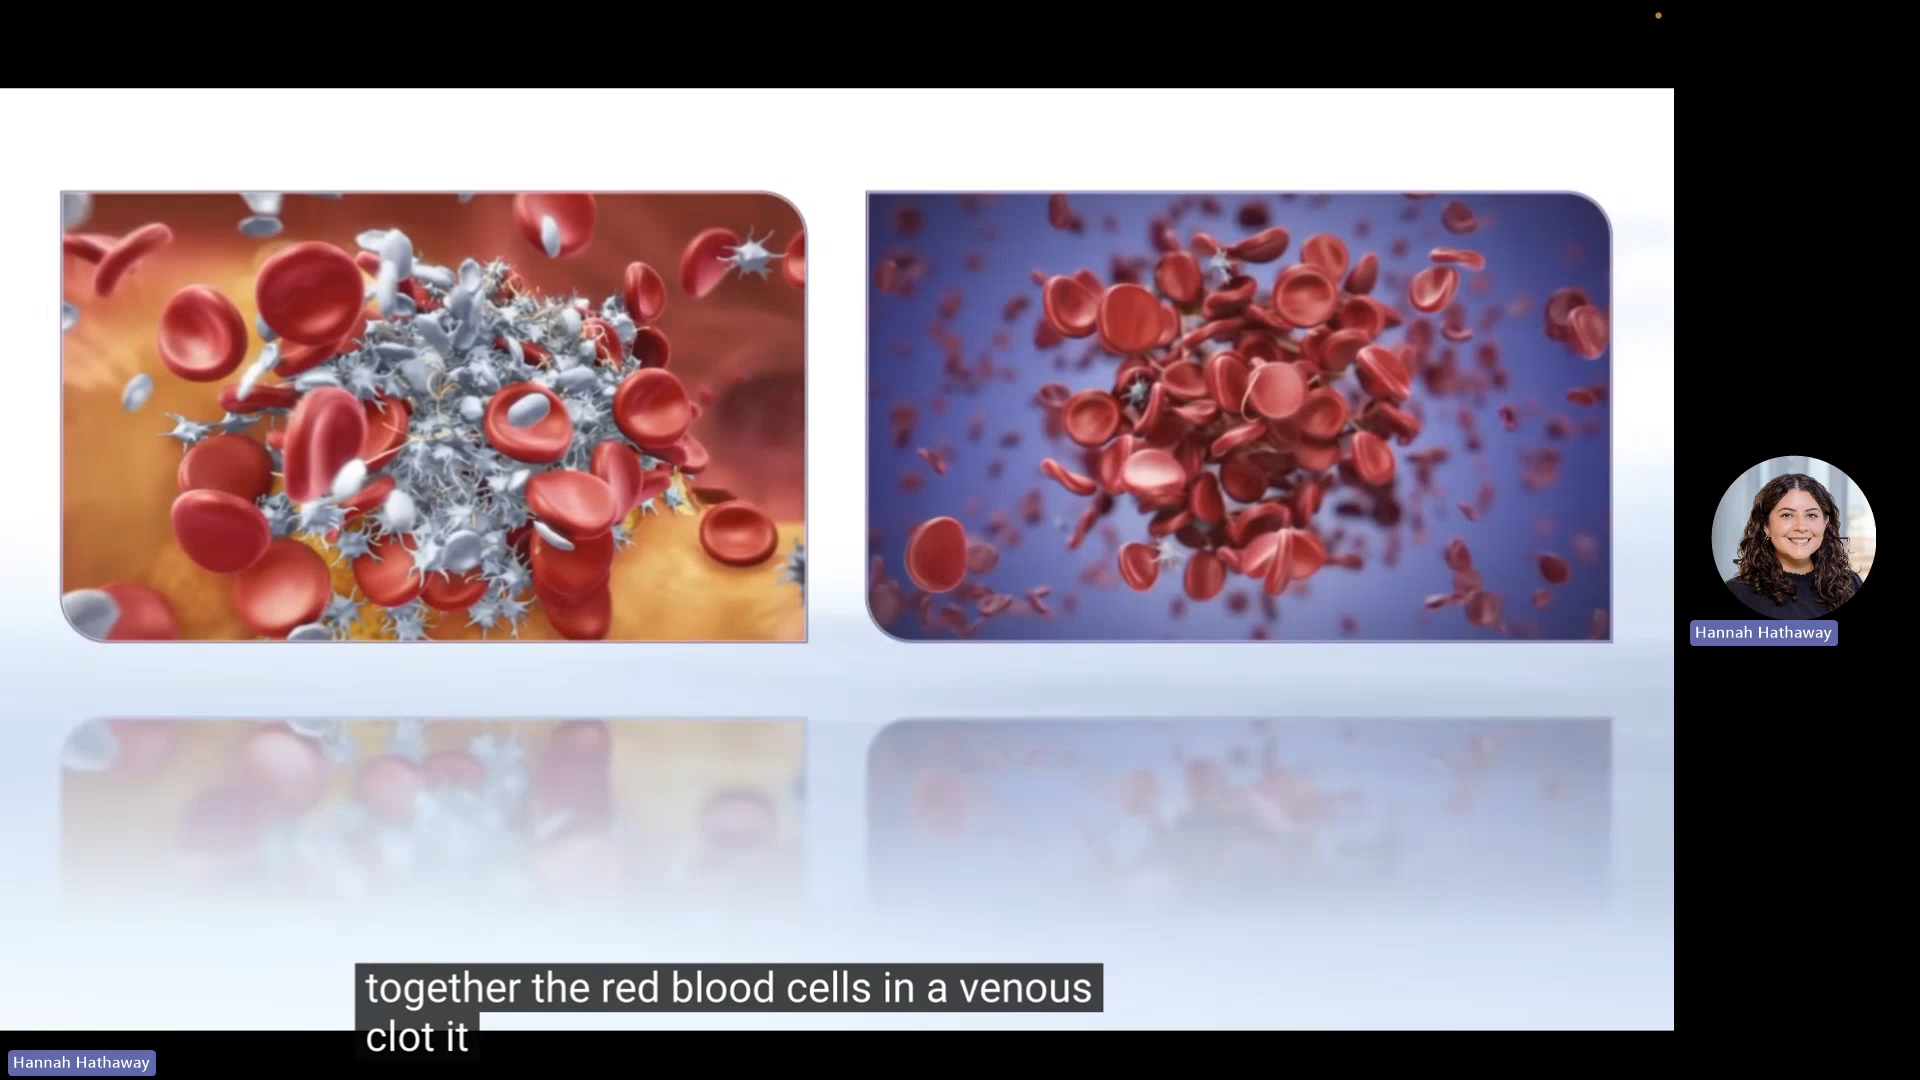 Hannah Hathaway
together the red blood cells in a venous
clot it
Hannah Hathaway